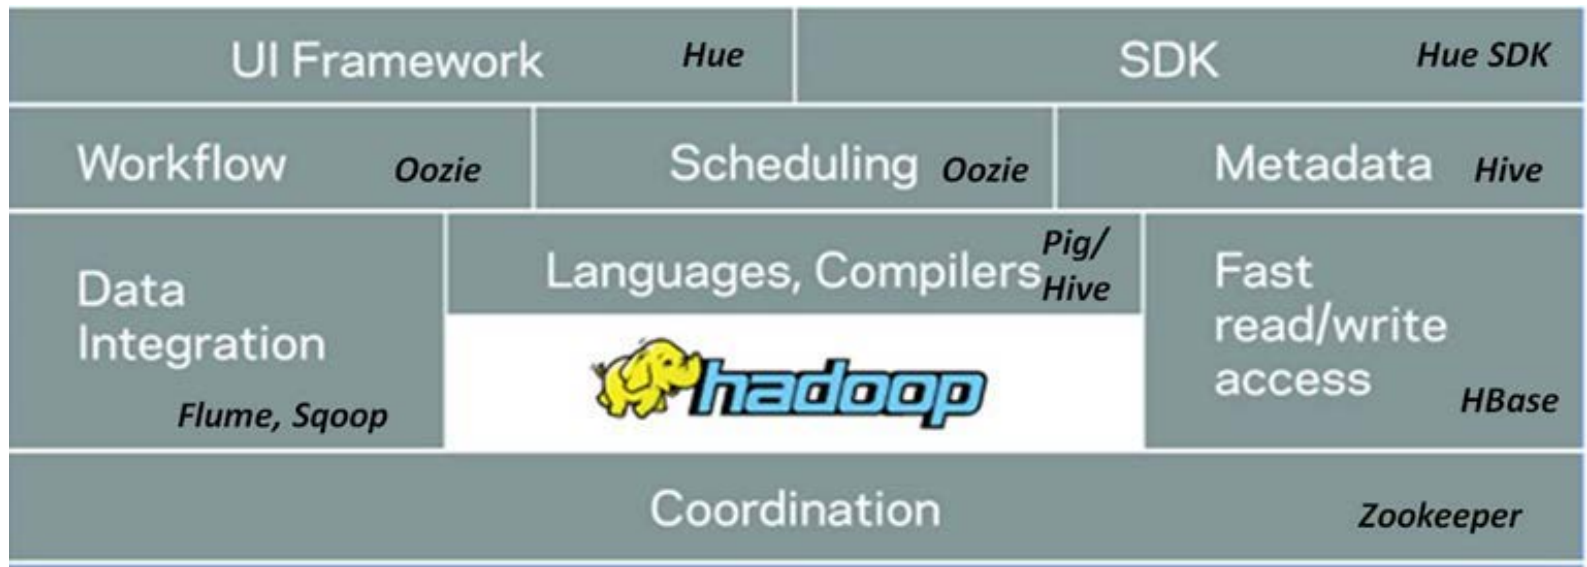 UI Framework Hue
SDK Hue SDK
Workflow Oozie
Scheduling Oozie
Metadata Hive
Data
Integration
Flume, Sqoop
Languages, Compilers Pig/
Hive
hadoop
Fast
read/write
access
HBase
Coordination Zookeeper